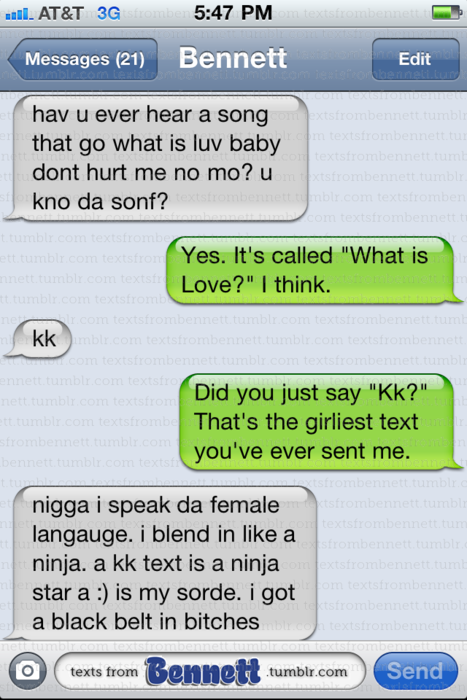 AT&T 3G 5:47 PM
Messages (21) Bennett Edit
hav u ever hear a song
that go what is luv baby
dont hurt me no mo? u
kno da sonf?
Yes. It's called "What is
Love?" I think.
kk
Did you just say "Kk?"
That's the girliest text
you've ever sent me.
nigga i speak da female
langauge. i blend in like a
ninja. a kk text is a ninja
star a :) is my sorde. i got
a black belt in bitches
texts from Bennett .tumblr.com Send